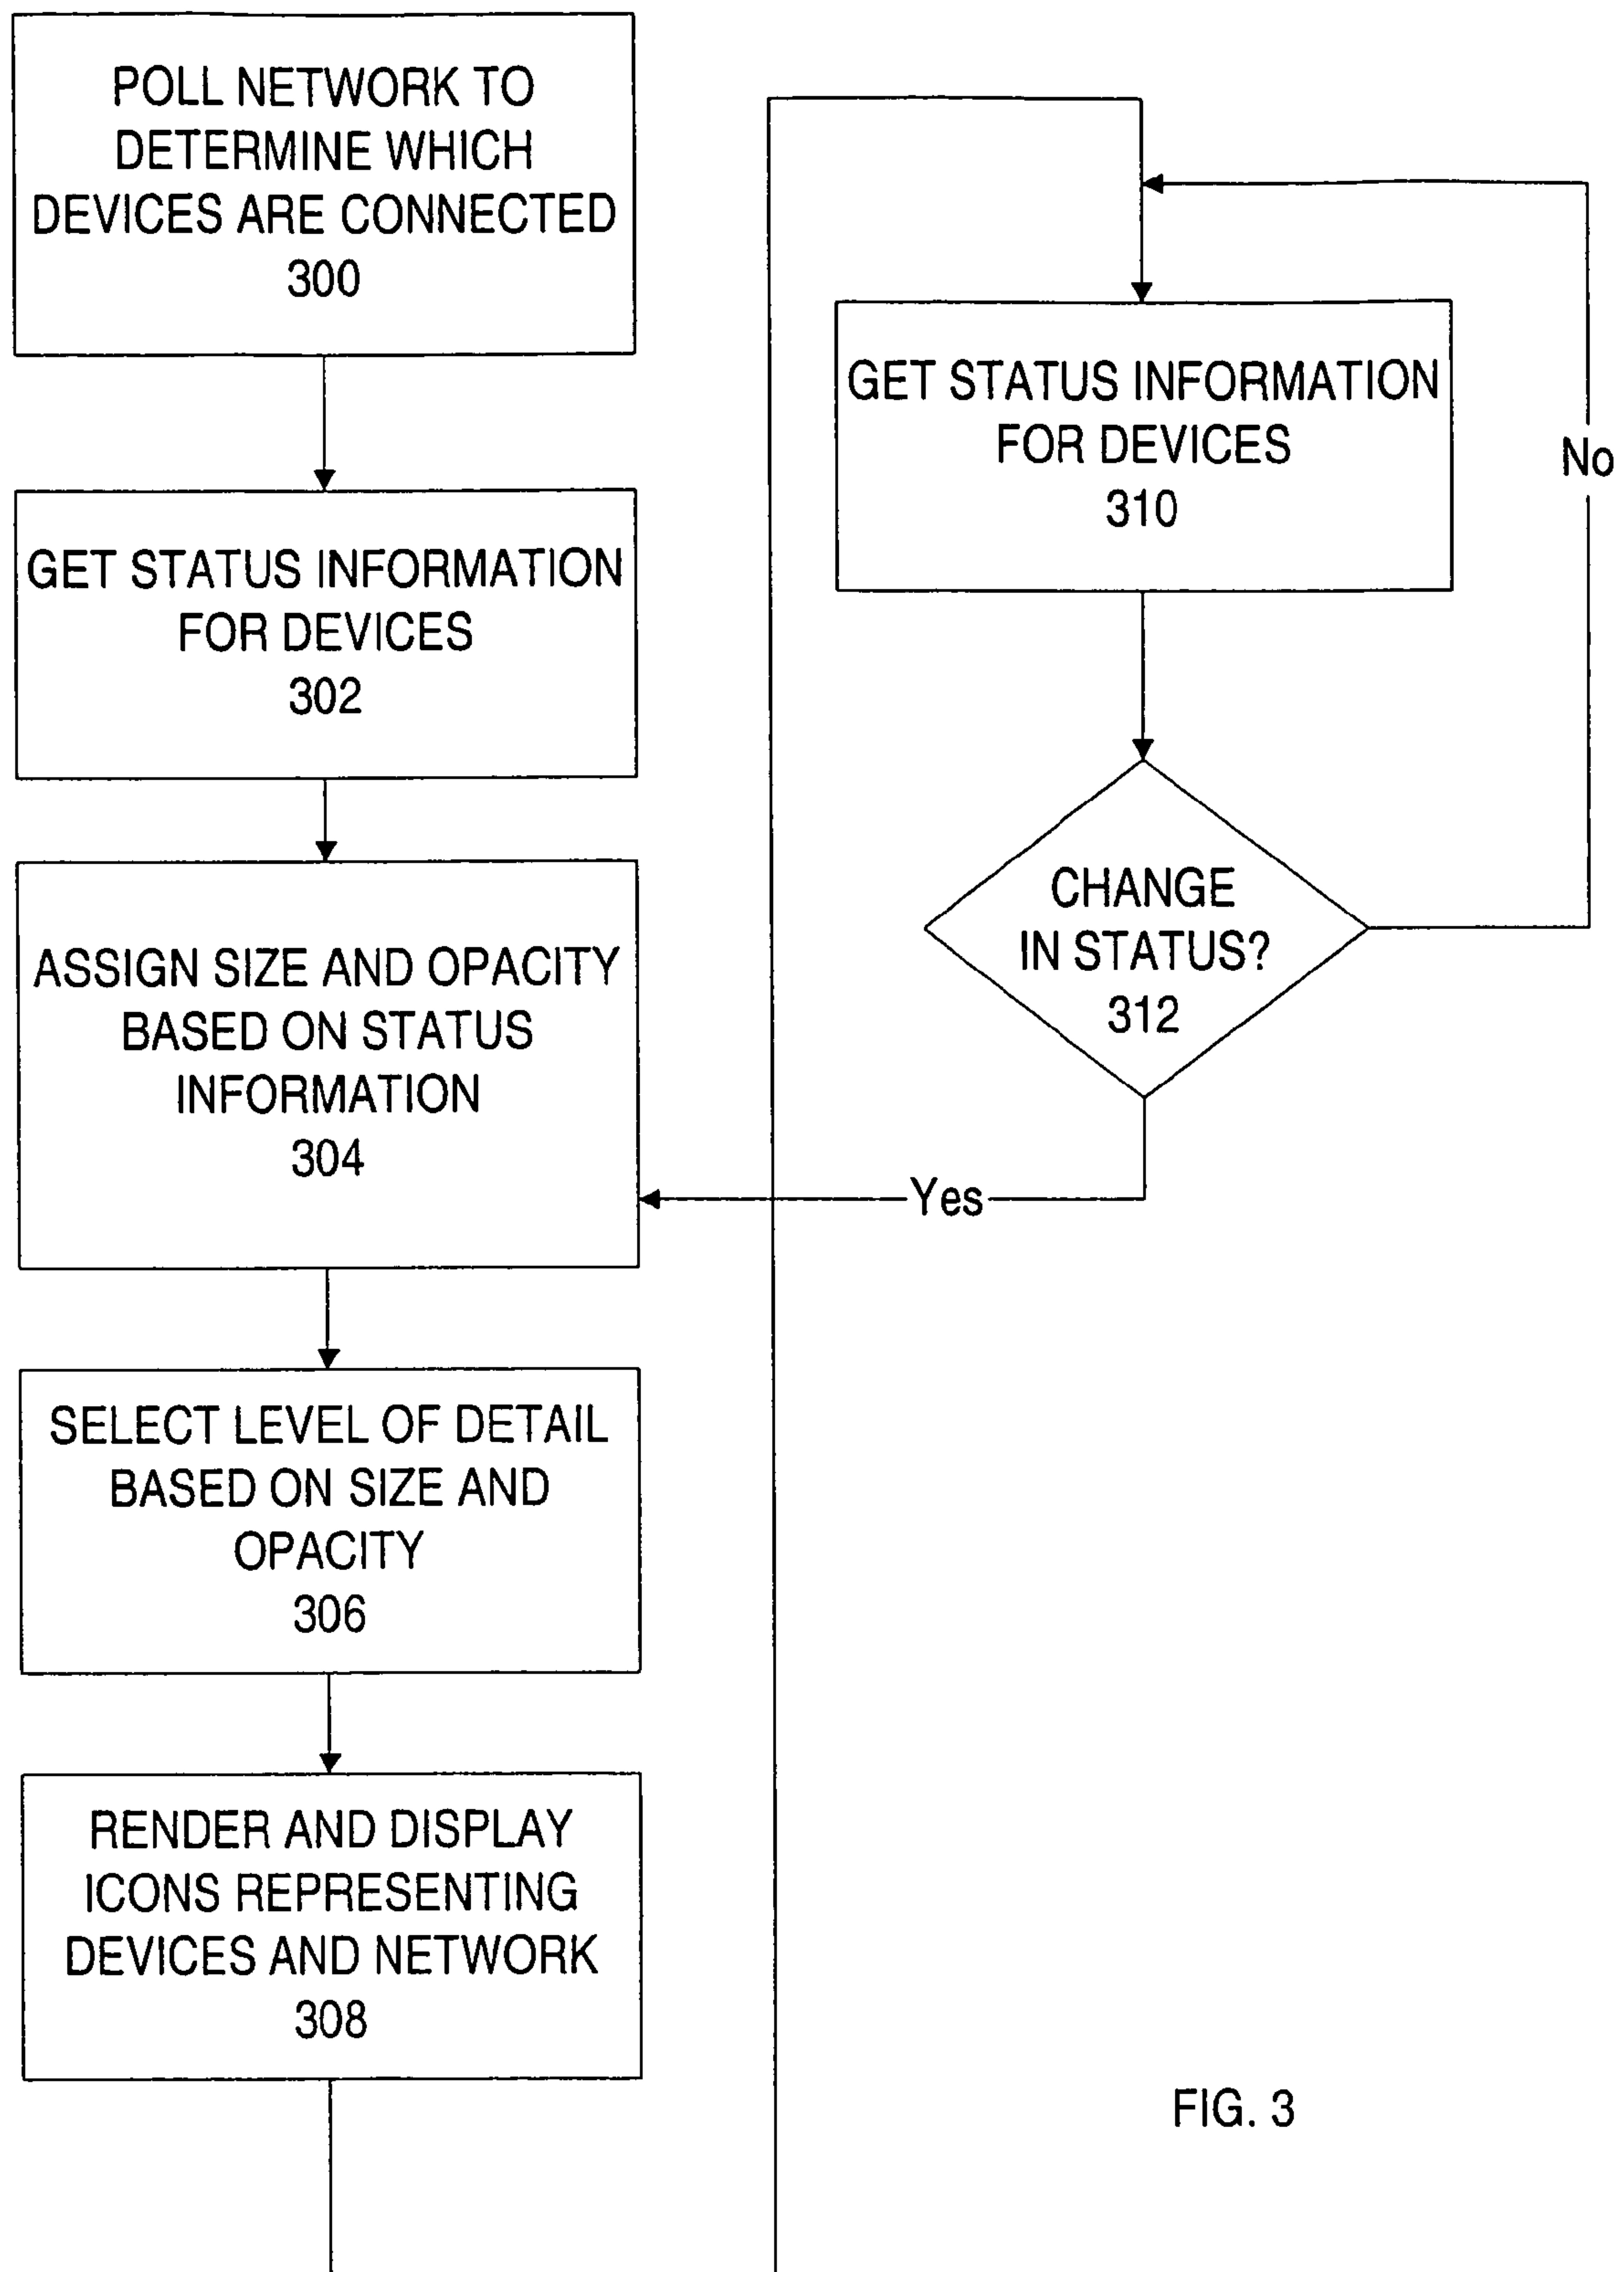 POLL NETWORK TO
DETERMINE WHICH
DEVICES ARE CONNECTED
300
GET STATUS INFORMATION
FOR DEVICES
302
ASSIGN SIZE AND OPACITY
BASED ON STATUS
INFORMATION
304
SELECT LEVEL OF DETAIL
BASED ON SIZE AND
OPACITY
306
RENDER AND DISPLAY
ICONS REPRESENTING
DEVICES AND NETWORK
308
GET STATUS INFORMATION
FOR DEVICES
310
No
CHANGE
IN STATUS?
312
Yes
FIG. 3